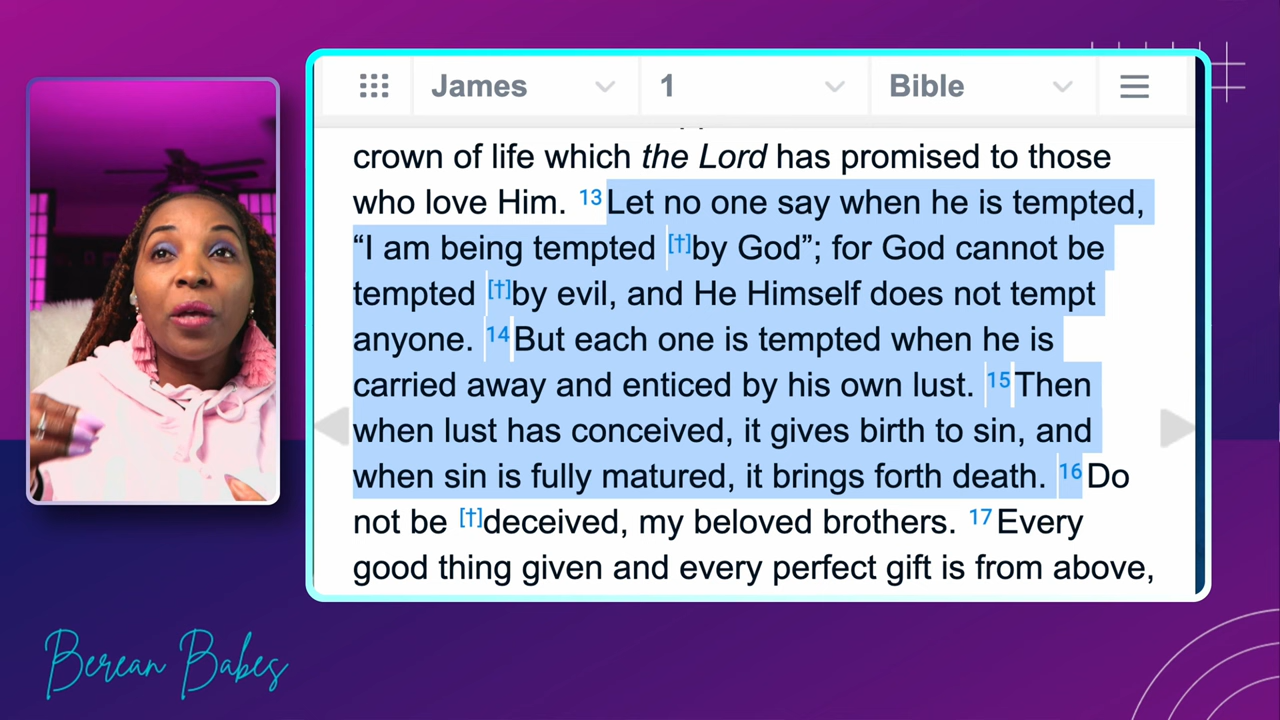 James
1
Bible
crown of life which the Lord has promised to those
who love Him. 13 Let no one say when he is tempted,
“I am being tempted [†]by God”; for God cannot be
tempted [†]by evil, and He Himself does not tempt
anyone. 14 But each one is tempted when he is
carried away and enticed by his own lust. 15 Then
when lust has conceived, it gives birth to sin, and
when sin is fully matured, it brings forth death. 16 Do
not be [†]deceived, my beloved brothers. 17 Every
good thing given and every perfect gift is from above,
Berean Babes